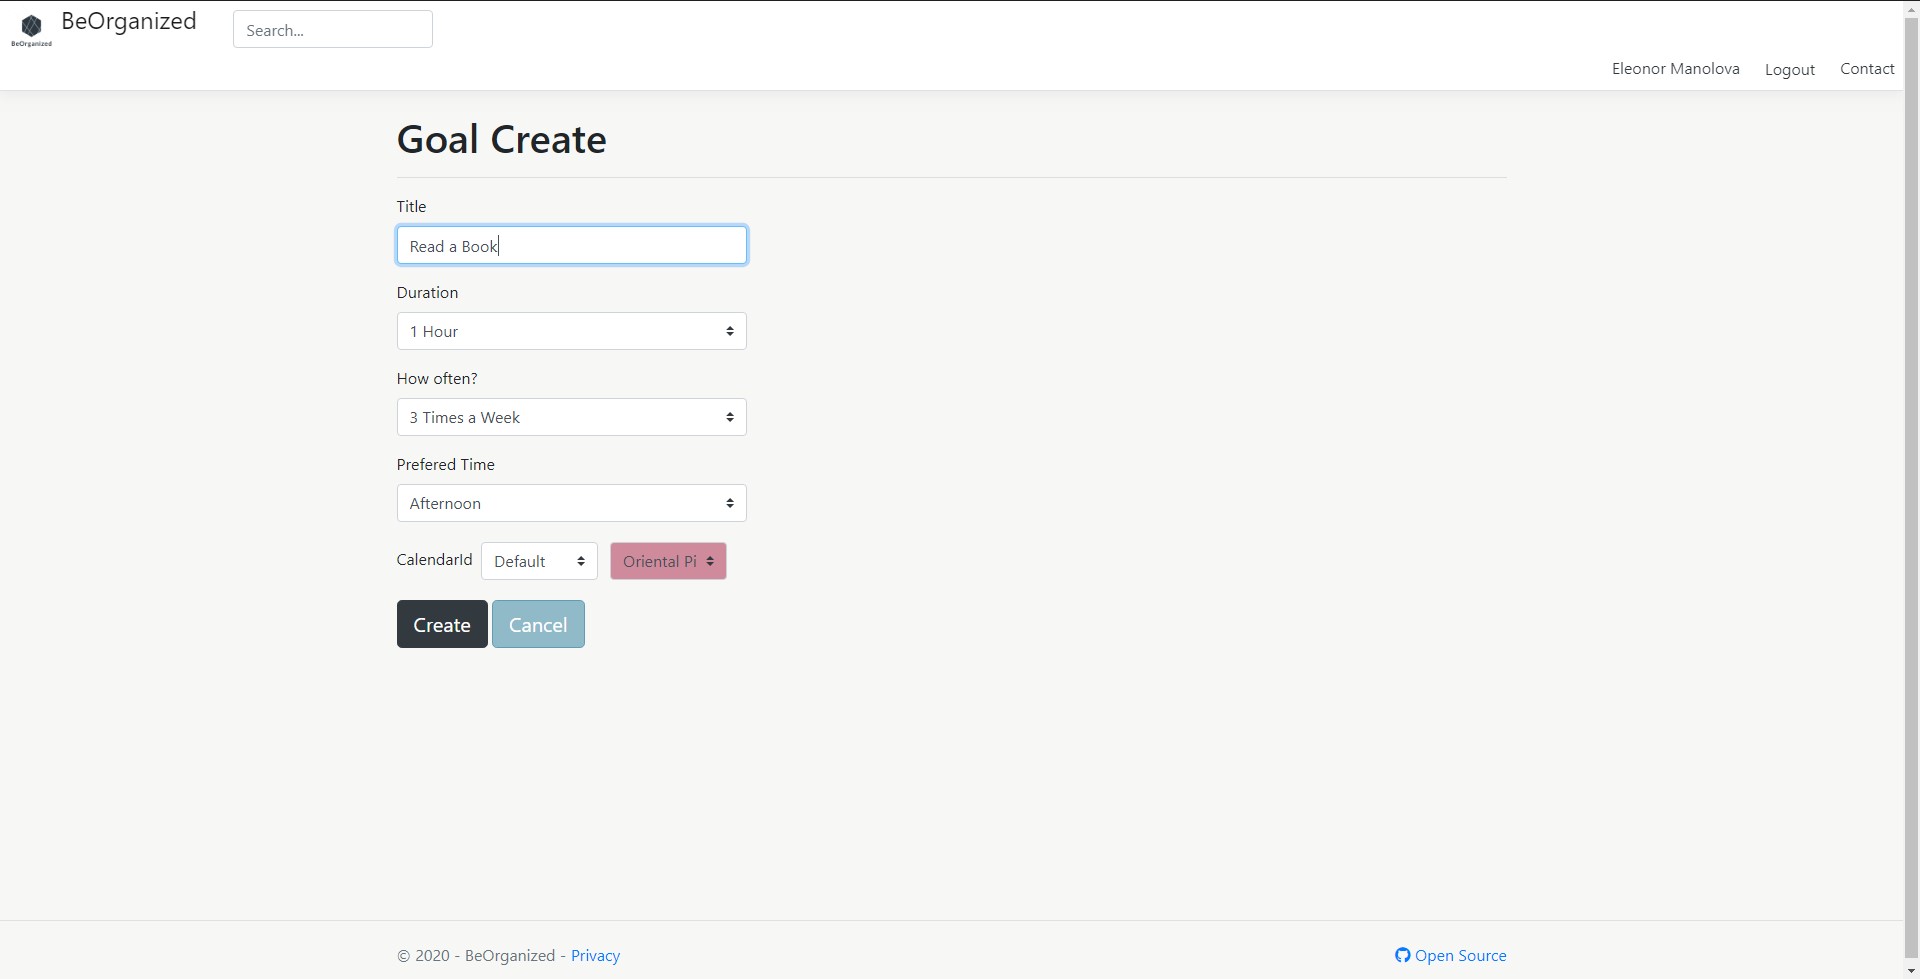 BeOrganized
BeOrganized
Search...
Eleonor Manolova
Logout
Contact
Goal Create
Title
Read a Book
Duration
1 Hour
How often?
3 Times a Week
Prefered Time
Afternoon
CalendarId
Default
Oriental Pi
Create
Cancel
© 2020 - BeOrganized - Privacy
Open Source